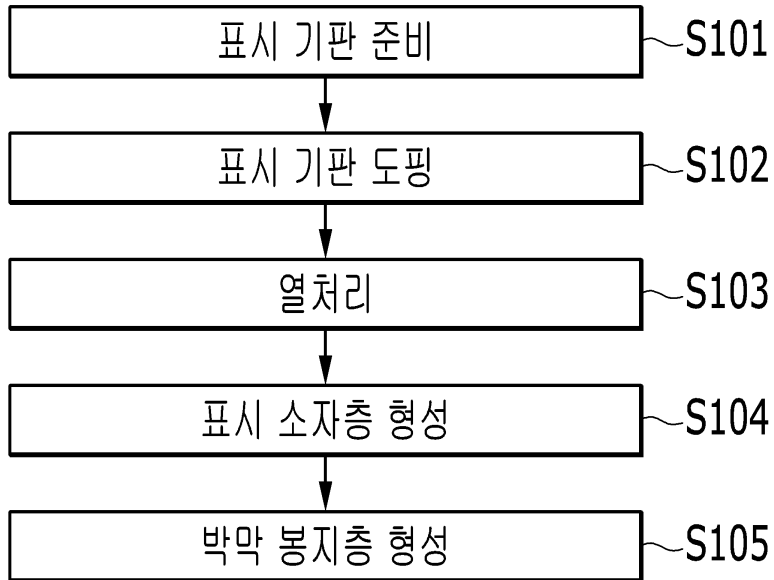 표시 기판 준비 S101
표시 기판 도핑 S102
열처리 S103
표시 소자층 형성 S104
박막 봉지층 형성 S105